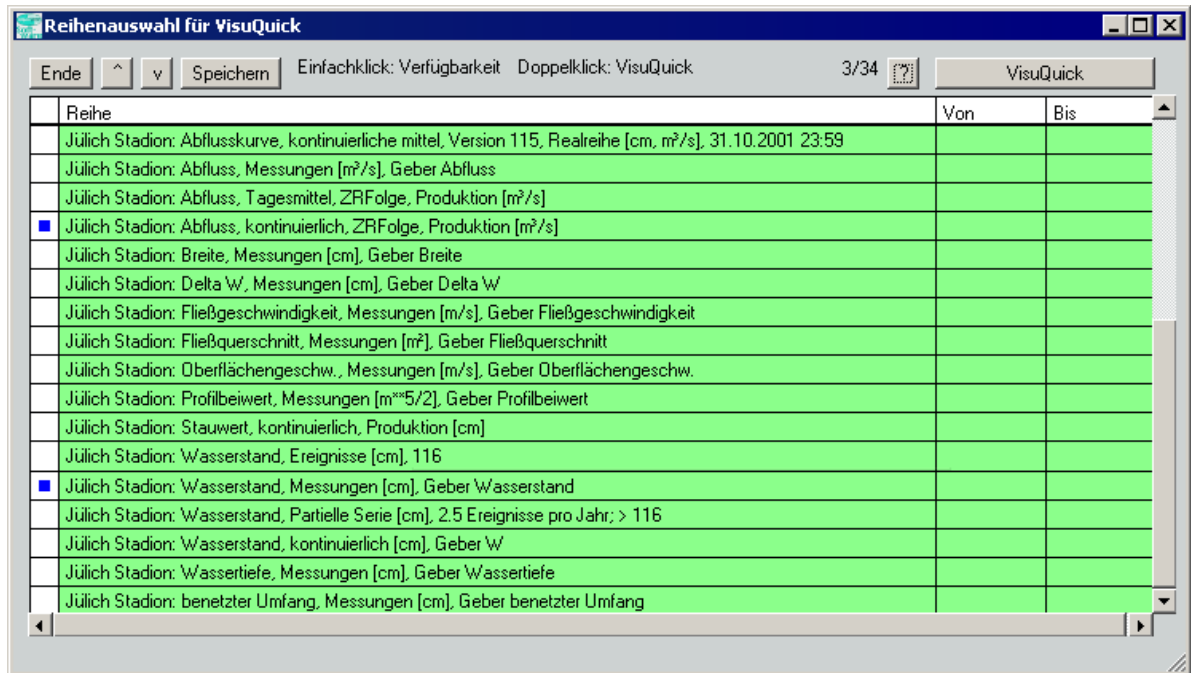 Reihenauswahl für VisuQuick
Ende ^ v Speichern Einfachklick: Verfügbarkeit Doppelklick: VisuQuick 3/34 [?] VisuQuick
Reihe Von Bis
Jülich Stadion: Abflusskurve, kontinuierliche mittel, Version 115, Realreihe [cm, m³/s], 31.10.2001 23:59
Jülich Stadion: Abfluss, Messungen [m³/s], Geber Abfluss
Jülich Stadion: Abfluss, Tagesmittel, ZRFolge, Produktion [m³/s]
Jülich Stadion: Abfluss, kontinuierlich, ZRFolge, Produktion [m³/s]
Jülich Stadion: Breite, Messungen [cm], Geber Breite
Jülich Stadion: Delta W, Messungen [cm], Geber Delta W
Jülich Stadion: Fließgeschwindigkeit, Messungen [m/s], Geber Fließgeschwindigkeit
Jülich Stadion: Fließquerschnitt, Messungen [m²], Geber Fließquerschnitt
Jülich Stadion: Oberflächengeschw., Messungen [m/s], Geber Oberflächengeschw.
Jülich Stadion: Profilbeiwert, Messungen [m**5/2], Geber Profilbeiwert
Jülich Stadion: Stauwert, kontinuierlich, Produktion [cm]
Jülich Stadion: Wasserstand, Ereignisse [cm], 116
Jülich Stadion: Wasserstand, Messungen [cm], Geber Wasserstand
Jülich Stadion: Wasserstand, Partielle Serie [cm], 2.5 Ereignisse pro Jahr; > 116
Jülich Stadion: Wasserstand, kontinuierlich [cm], Geber W
Jülich Stadion: Wassertiefe, Messungen [cm], Geber Wassertiefe
Jülich Stadion: benetzter Umfang, Messungen [cm], Geber benetzter Umfang